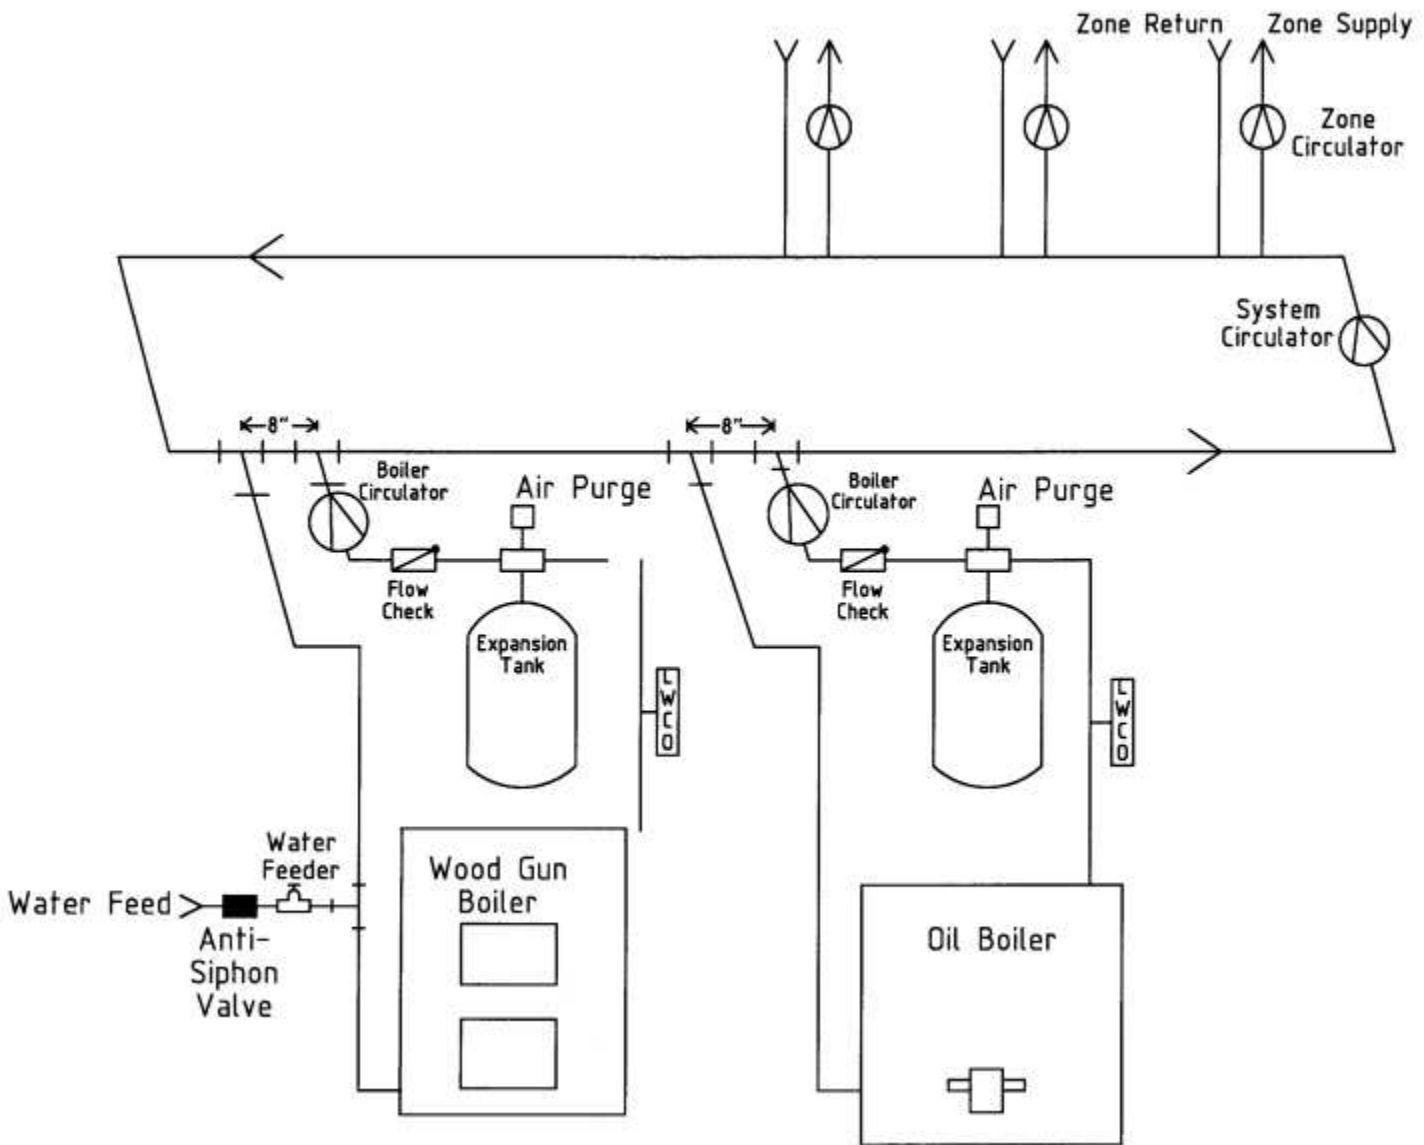 Zone Return
Zone Supply
Zone
Circulator
System
Circulator
8"
8"
Boiler
Circulator
Air Purge
Boiler
Circulator
Air Purge
Flow
Check
Flow
Check
Expansion
Tank
Expansion
Tank
LWCO
LWCO
Water
Feeder
Water Feed
Anti-
Siphon
Valve
Wood Gun
Boiler
Oil Boiler